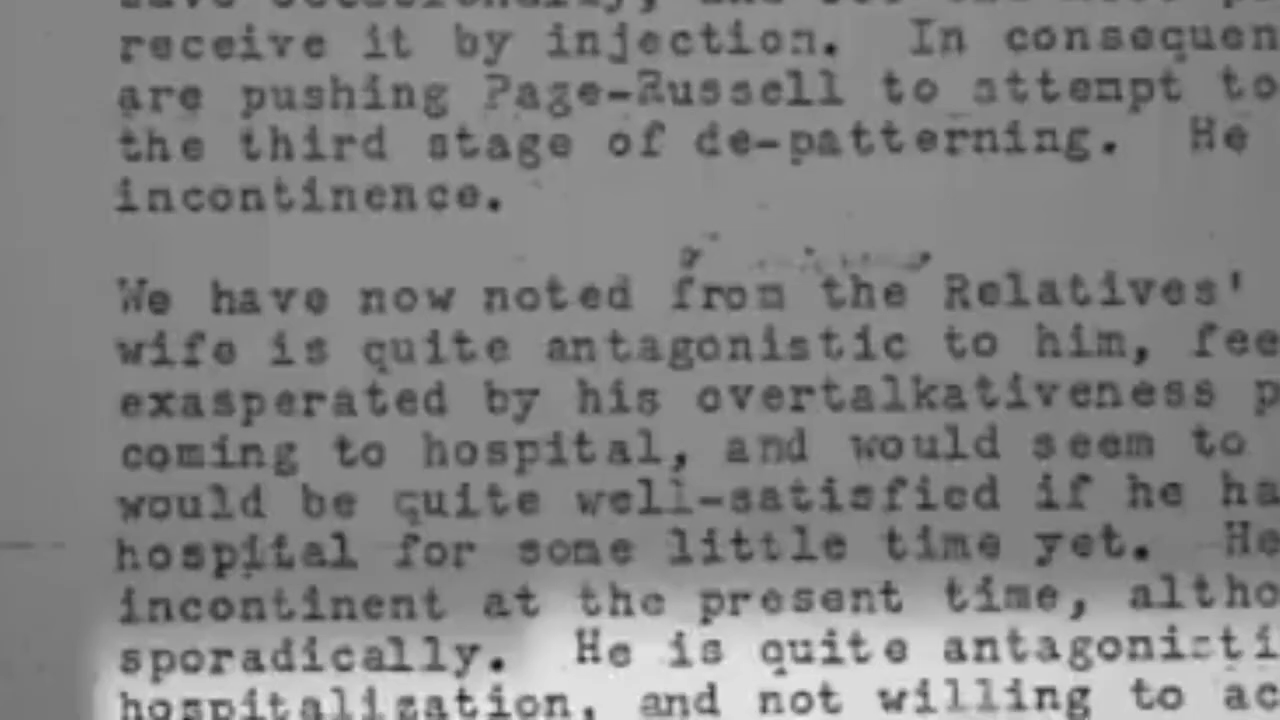 receive it by injection. In consequen
are pushing Page-Russell to attempt to
the third stage of de-patterning. He
incontinence.
We have now noted from the Relatives'
wife is quite antagonistic to him, fee
exasperated by his overtalkativeness p
coming to hospital, and would seem to
would be quite well-satisfied if he ha
hospital for some little time yet. He
incontinent at the present time, altho
sporadically. He is quite antagonisti
hospitalization, and not willing to ac